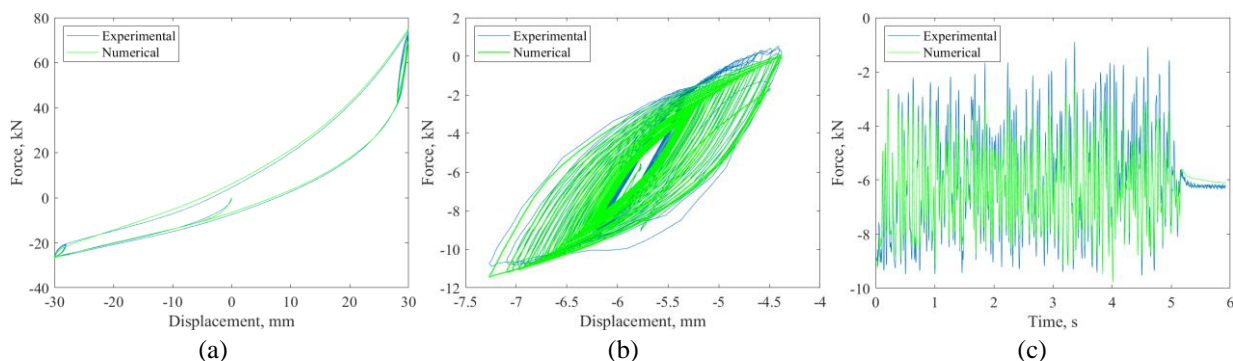 80
60
40
20
0
-20
-40
-30 -20 -10 0 10 20 30
Force, kN
Displacement, mm
Experimental
Numerical
(a)
2
0
-2
-4
-6
-8
-10
-12
-7.5 -7 -6.5 -6 -5.5 -5 -4.5 -4
Force, kN
Displacement, mm
Experimental
Numerical
(b)
0
-2
-4
-6
-8
-10
0 1 2 3 4 5 6
Force, kN
Time, s
Experimental
Numerical
(c)